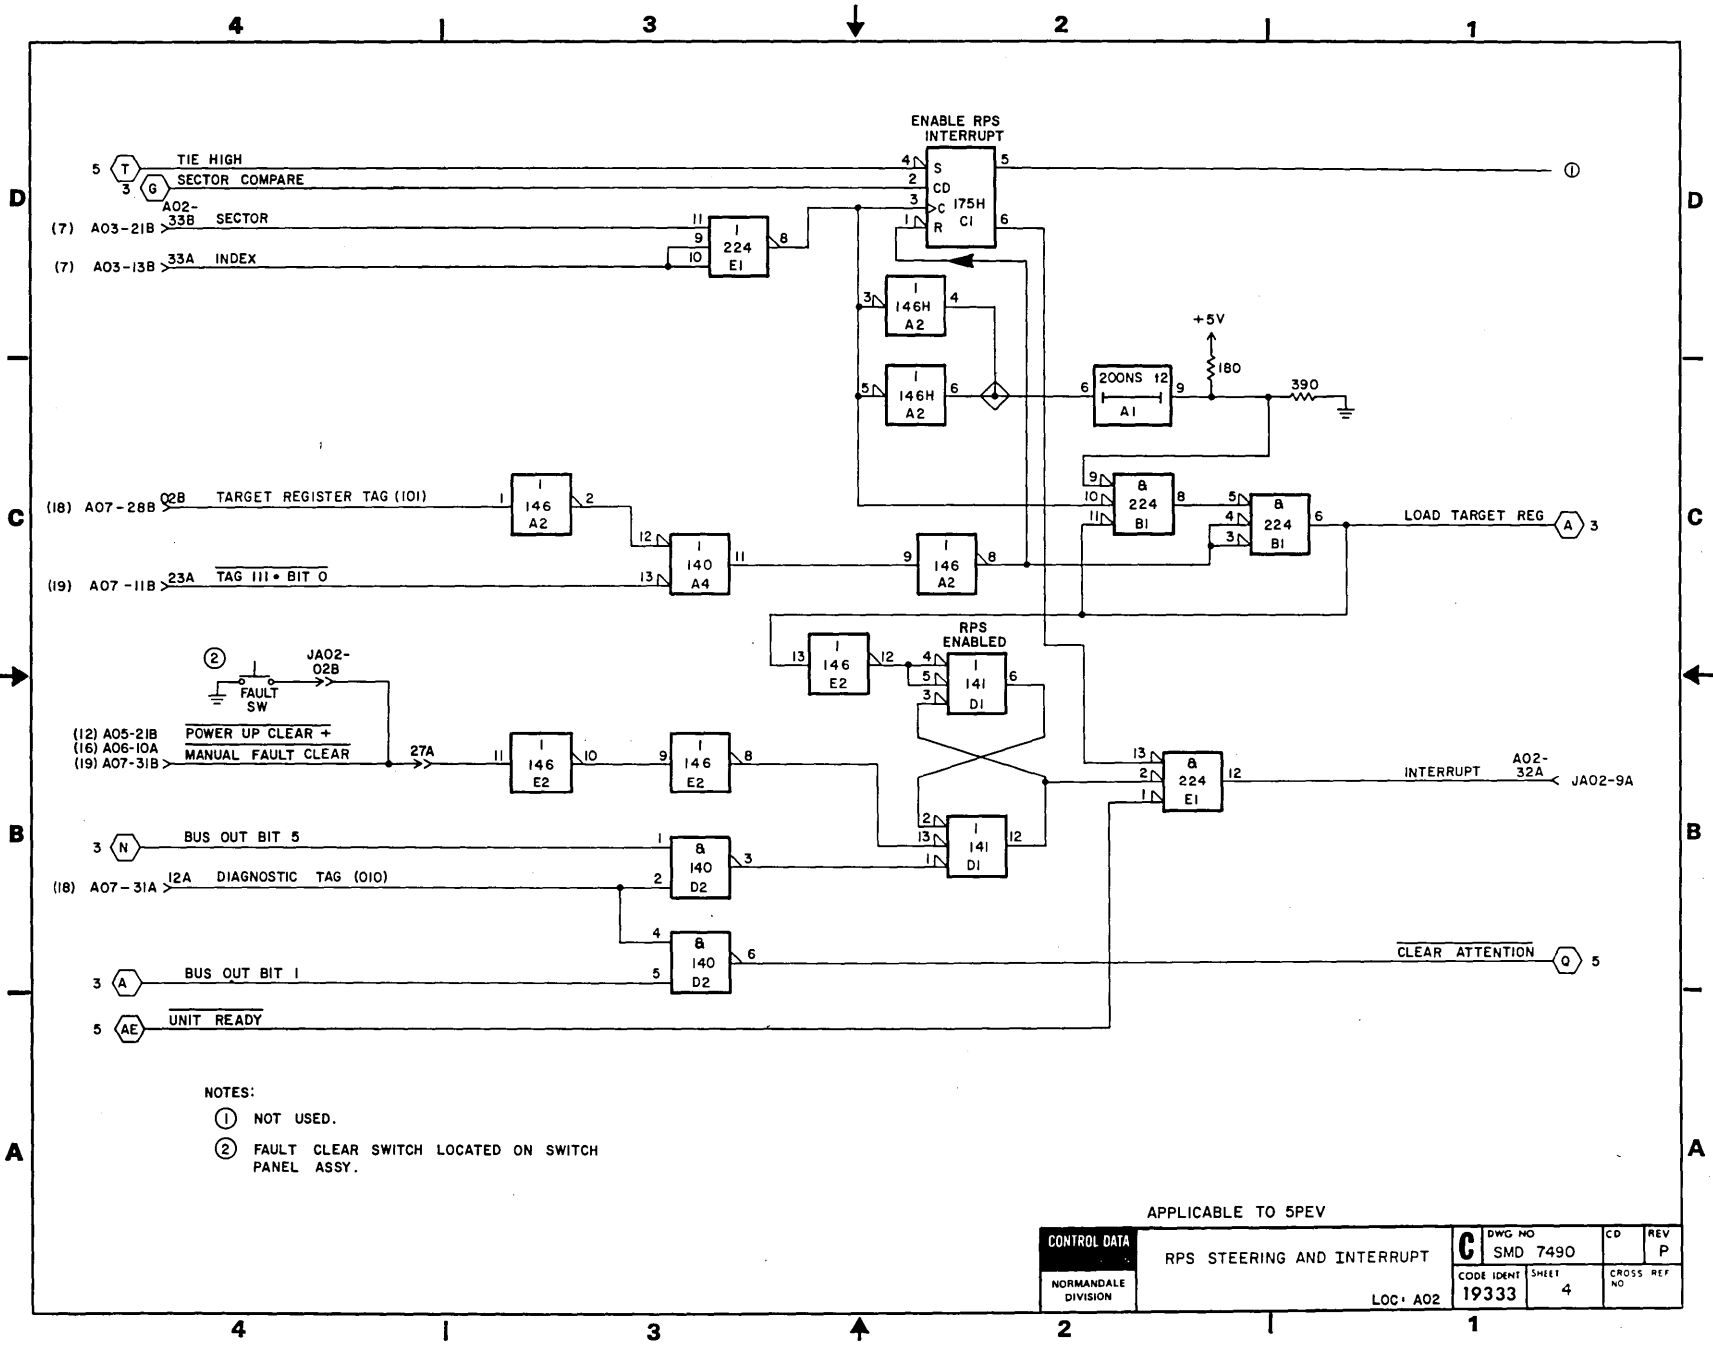 4 3 2 1
D
C
B
A
ENABLE RPS
INTERRUPT
5 T TIE HIGH 4 S 5 1
3 G SECTOR COMPARE 2 CD
A02-
(7) A03-21B 33B SECTOR 11 3 C 175H
1 R C1 6
1
9 224 8
(7) A03-13B 33A INDEX 10 E1
3 1 4
146H
A2
+5V
180
5 1 6
146H
A2
6 200NS t2 9
A1
390
(18) A07-28B 02B TARGET REGISTER TAG (101) 1 1 2
146
A2
9 & 8
10 224
11 B1
5 & 6
4 224
3 B1
LOAD TARGET REG A 3
12 1 11
140
13 A4
9 1 8
146
A2
(19) A07-11B 23A TAG 111•BIT 0
RPS
ENABLED
13 1 12
146
E2
4 1 6
5 141
3 D1
2 JA02-
02B
FAULT
SW
(12) A05-21B POWER UP CLEAR +
(16) A06-10A
(19) A07-31B MANUAL FAULT CLEAR 27A 11 1 10
146
E2
9 1 8
146
E2
13 & 12
2 224
1 E1
INTERRUPT A02-
32A JA02-9A
2 1 12
13 141
1 D1
3 N BUS OUT BIT 5 1 & 3
140
2 D2
(18) A07-31A 12A DIAGNOSTIC TAG (010)
4 & 6
140
5 D2
CLEAR ATTENTION Q 5
3 A BUS OUT BIT 1
5 AE UNIT READY
NOTES:
1 NOT USED.
2 FAULT CLEAR SWITCH LOCATED ON SWITCH
PANEL ASSY.
APPLICABLE TO 5PEV
CONTROL DATA
NORMANDALE
DIVISION
RPS STEERING AND INTERRUPT
LOC: A02
C DWG NO
SMD 7490
CD
REV
P
CODE IDENT
19333
SHEET
4
CROSS REF
NO
D
C
B
A
4 3 2 1